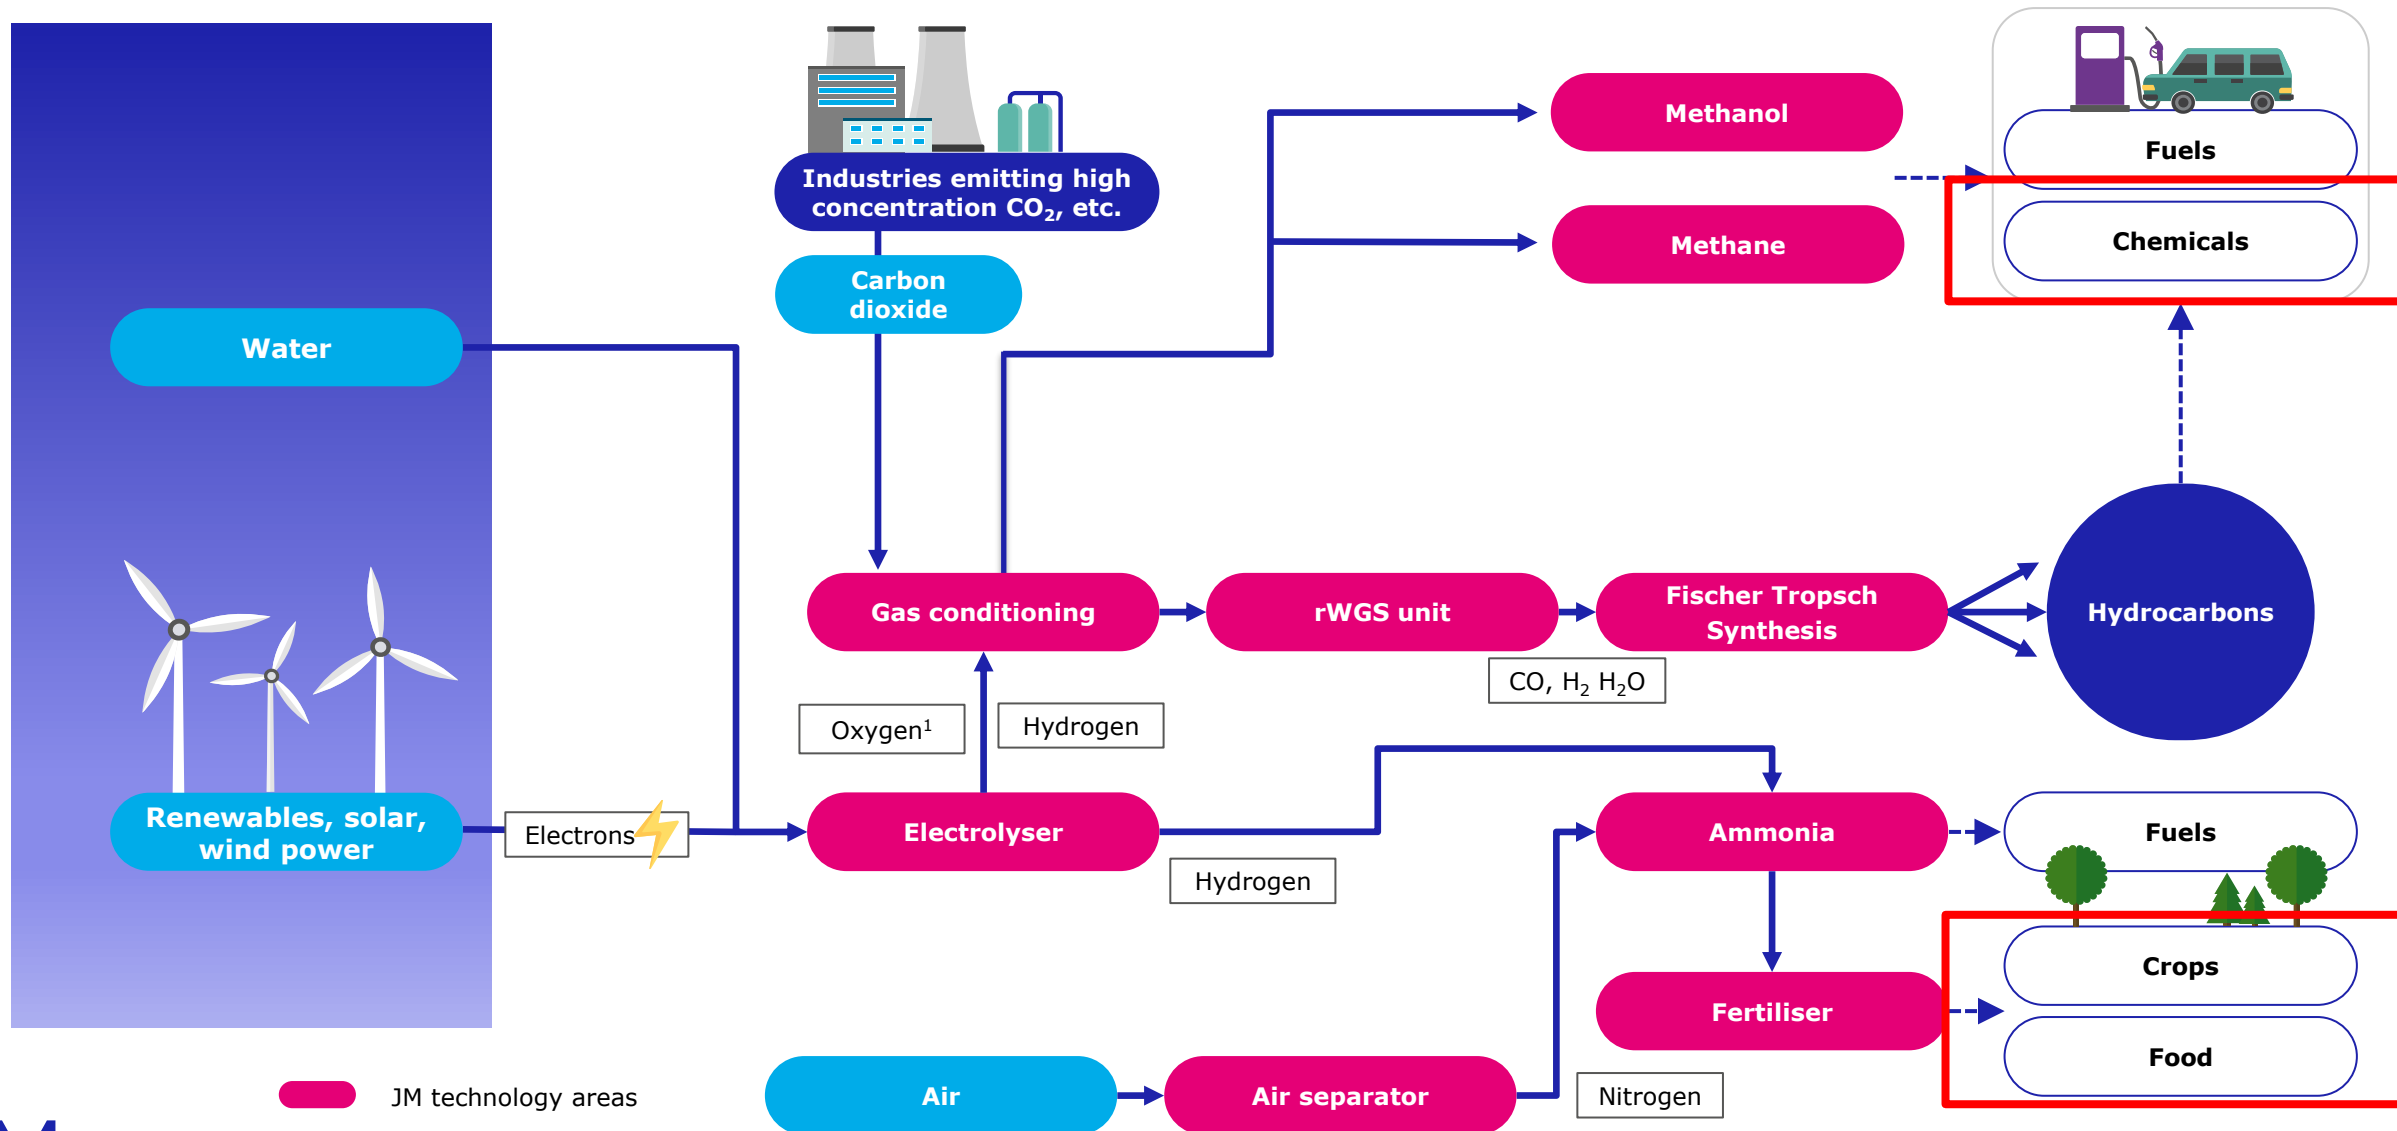 Methanol
Fuels
Industries emitting high
concentration CO₂, etc.
Chemicals
Methane
Carbon
dioxide
Water
Gas conditioning
rWGS unit
Fischer Tropsch
Synthesis
Hydrocarbons
CO, H₂ H₂O
Oxygen¹
Hydrogen
Renewables, solar,
wind power
Electrons
Electrolyser
Ammonia
Fuels
Hydrogen
Crops
Fertiliser
Food
JM technology areas
Air
Air separator
Nitrogen